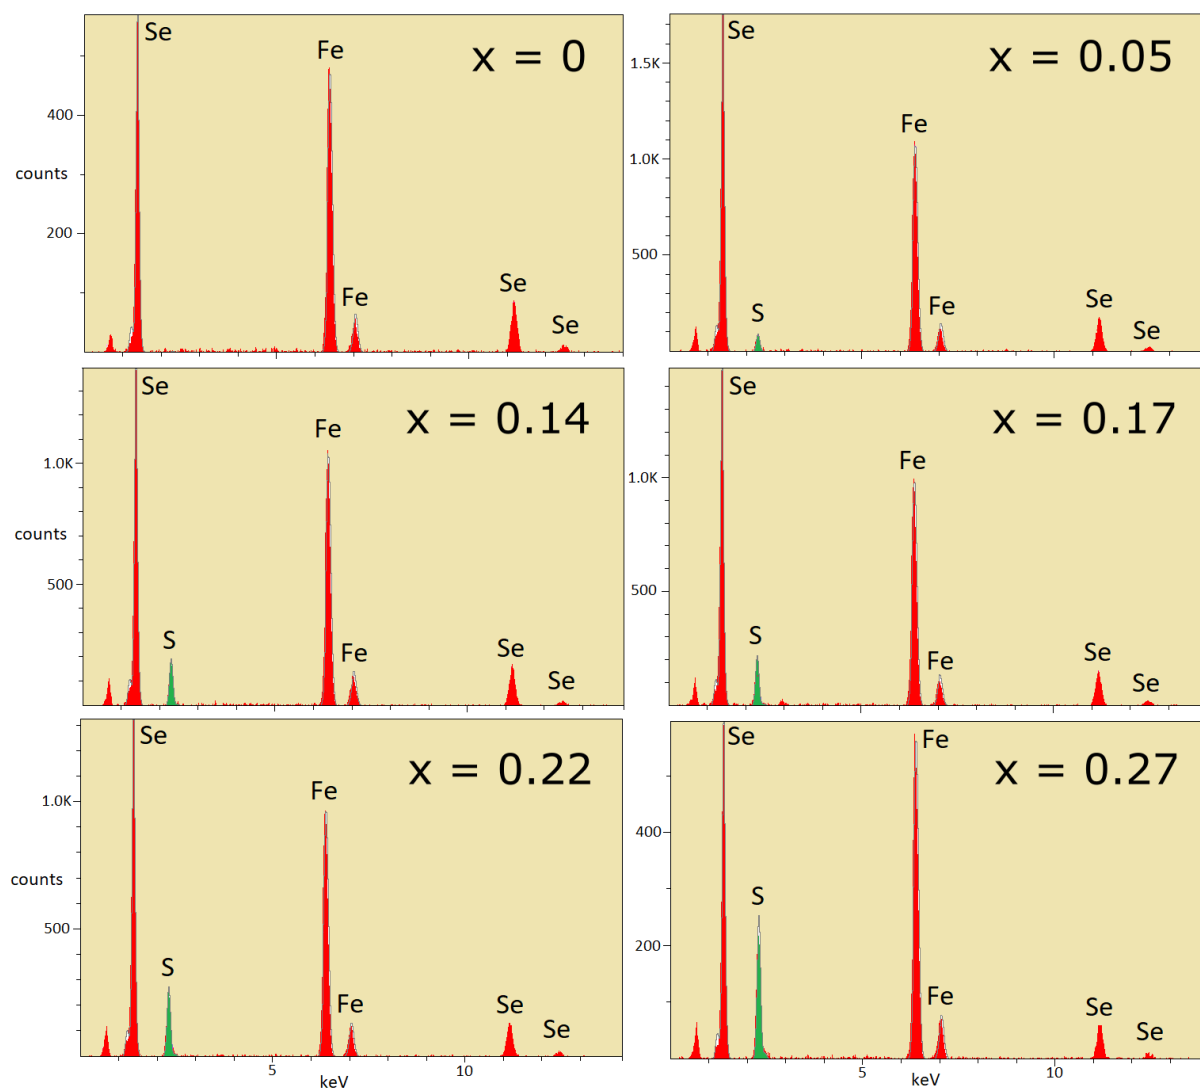 Se
Fe
x = 0
400
counts
200
Fe
Se
Se
Se
x = 0.05
1.5K
Fe
1.0K
500
S
Fe
Se
Se
Se
x = 0.14
Fe
1.0K
counts
500
S
Fe
Se
Se
Se
x = 0.17
Fe
1.0K
500
S
Fe
Se
Se
Se
x = 0.22
Fe
1.0K
counts
500
S
Fe
Se
Se
5
10
keV
Se
Fe
x = 0.27
400
S
200
Fe
Se
Se
5
10
keV